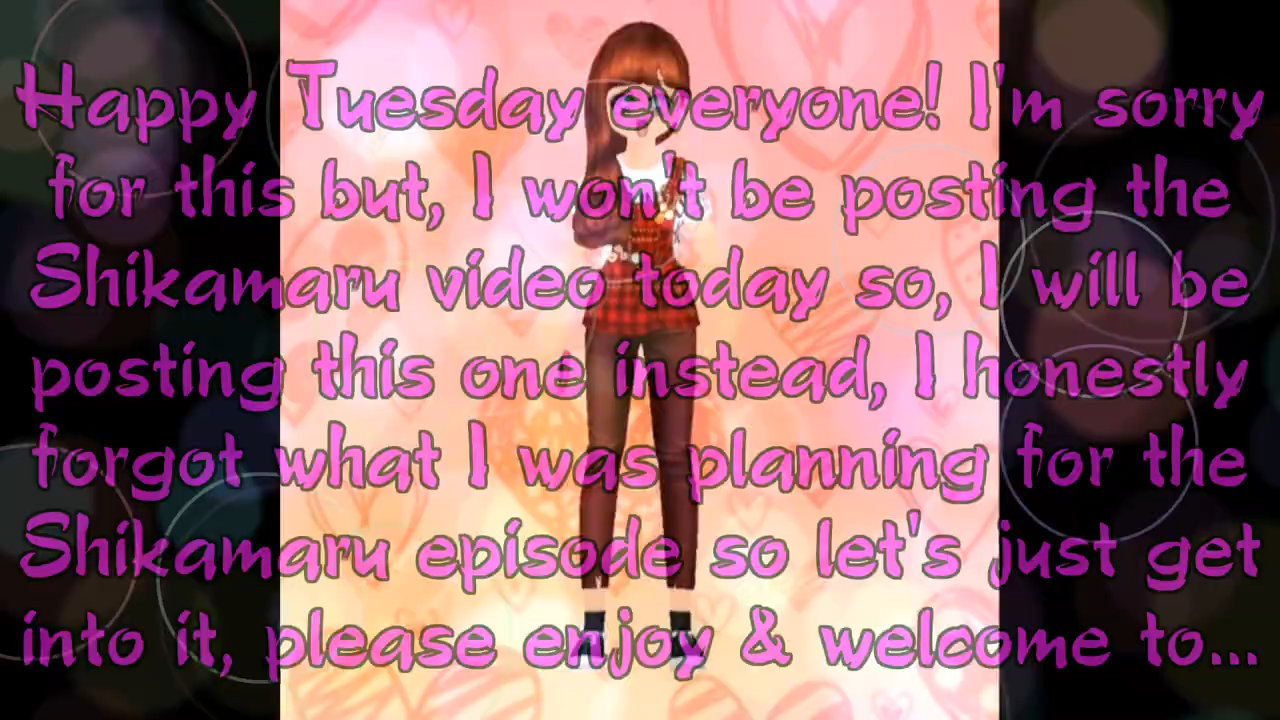 Happy Tuesday everyone! I'm sorry
for this but, I won't be posting the
Shikamaru video today so, I will be
posting this one instead, I honestly
forgot what I was planning for the
Shikamaru episode so let's just get
into it, please enjoy & welcome to...